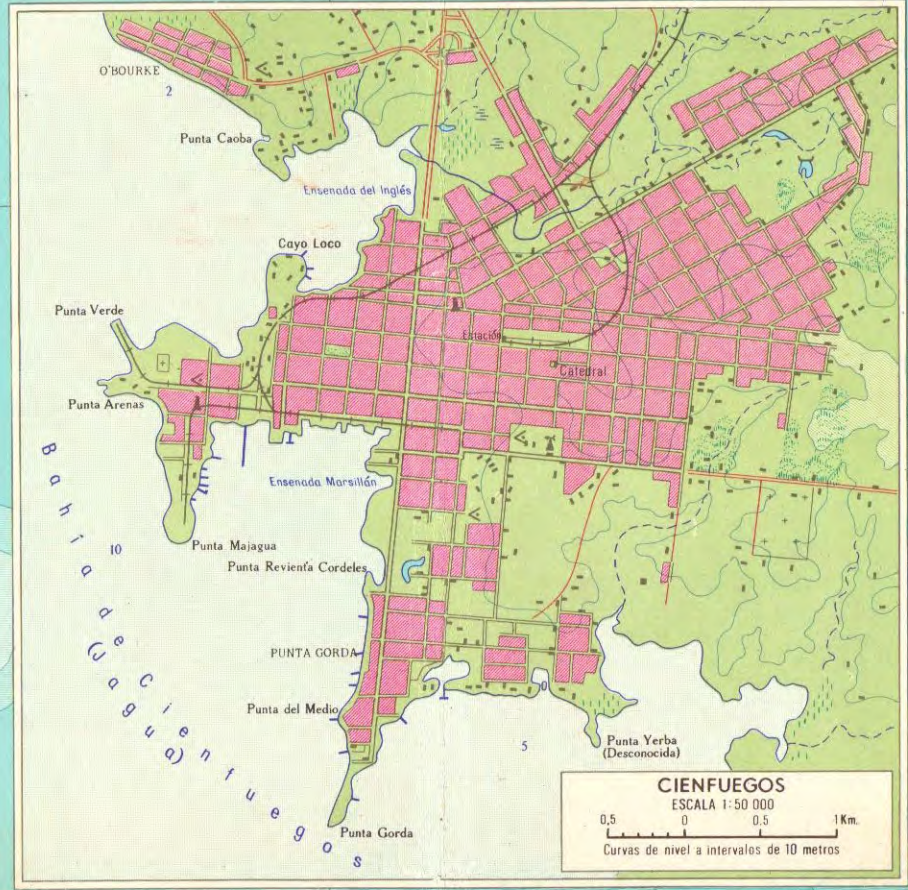 O'BOURKE
2
Punta Caoba
Ensenada del Inglés
Cayo Loco
Punta Verde
Estación
Catedral
Punta Arenas
Ensenada Marsillán
Bahia de Cienfuegos
(Jagua)
10
Punta Majagua
Punta Revienta Cordeles
PUNTA GORDA
Punta del Medio
5
Punta Yerba
(Desconocida)
Punta Gorda
CIENFUEGOS
ESCALA 1:50 000
0,5 0 0.5 1 Km.
Curvas de nivel a intervalos de 10 metros